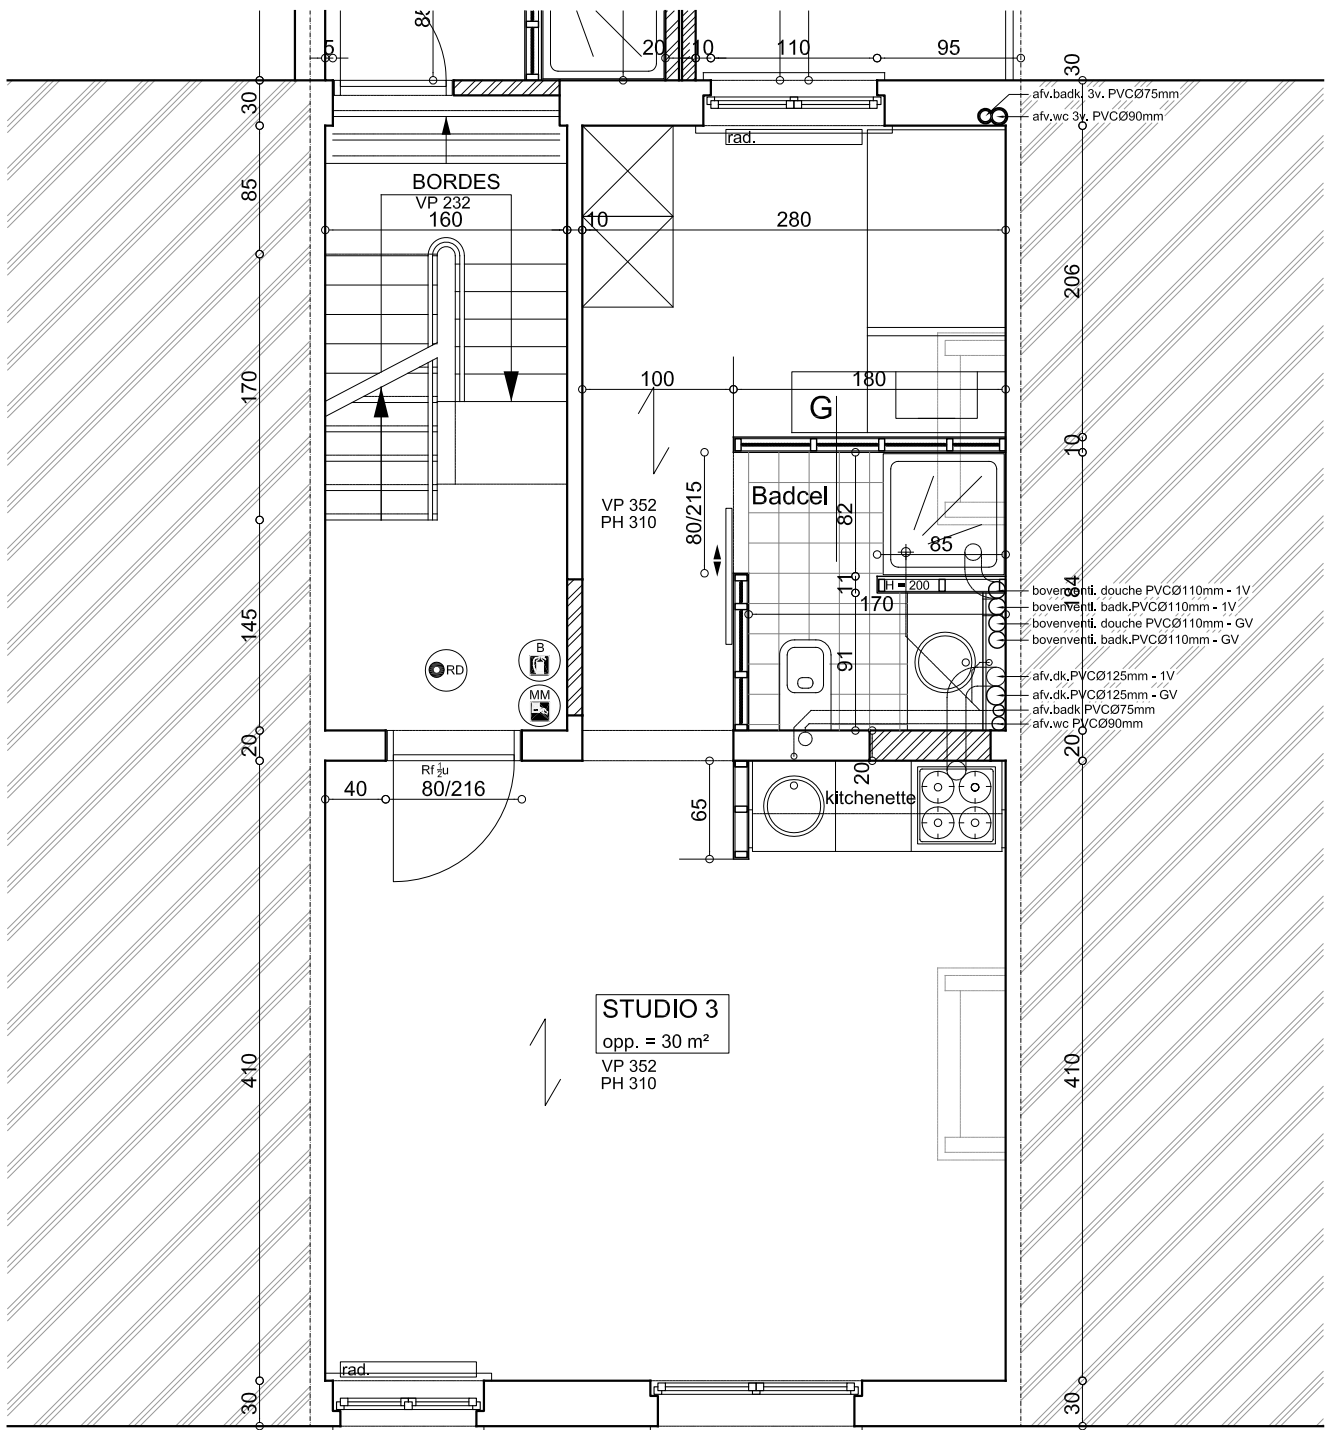 85
5
20
10
110
95
30
afv.badk. 3v. PVCØ75mm
afv.wc 3v. PVCØ90mm
30
rad.
BORDES
VP 232
85
160
10
280
206
170
100
180
G
10
Badcel
VP 352
PH 310
80/215
82
85
H = 200
11
170
184
bovenventi. douche PVCØ110mm - 1V
bovenventi. badk.PVCØ110mm - 1V
bovenventi. douche PVCØ110mm - GV
bovenventi. badk.PVCØ110mm - GV
145
B
RD
MM
91
afv.dk.PVCØ125mm - 1V
afv.dk.PVCØ125mm - GV
afv.badk PVCØ75mm
afv.wc PVCØ90mm
20
20
20
Rf ½u
40
80/216
65
kitchenette
STUDIO 3
opp. = 30 m²
VP 352
PH 310
410
410
rad.
30
30